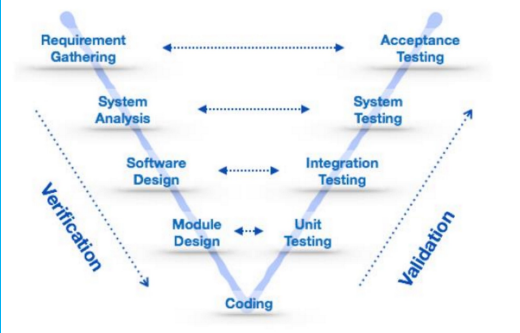 Requirement
Gathering
Acceptance
Testing
System
Analysis
System
Testing
Software
Design
Integration
Testing
Module
Design
Unit
Testing
Verification
Validation
Coding